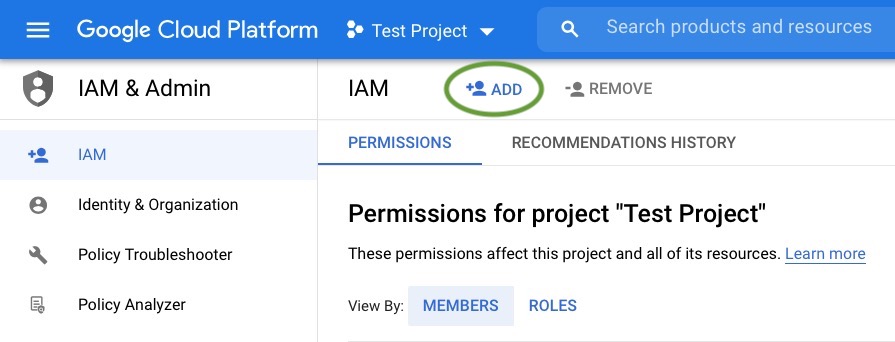 Google Cloud Platform Test Project Search products and resources
IAM & Admin IAM ADD REMOVE
IAM PERMISSIONS RECOMMENDATIONS HISTORY
Identity & Organization Permissions for project "Test Project"
Policy Troubleshooter These permissions affect this project and all of its resources. Learn more
Policy Analyzer View By: MEMBERS ROLES